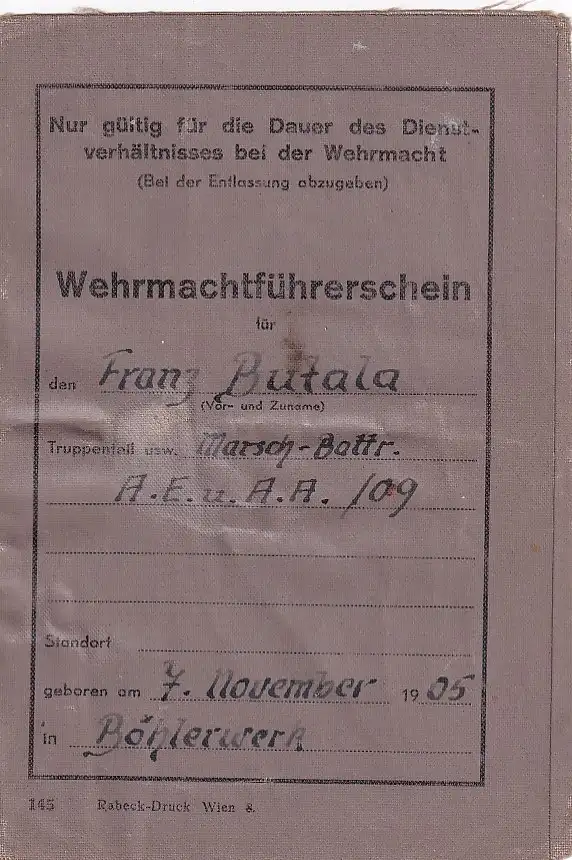 Nur gültig für die Dauer des Dienst-
verhältnisses bei der Wehrmacht
(Bei der Entlassung abzugeben)
Wehrmachtführerschein
für
den Franz Butala
(Vor- und Zuname)
Truppenteil usw. Marsch-Battr.
A.E.u.A.A./09
Standort
geboren am 7. November 1905
in Böhlerwerk
145 Rabeck-Druck Wien 8.